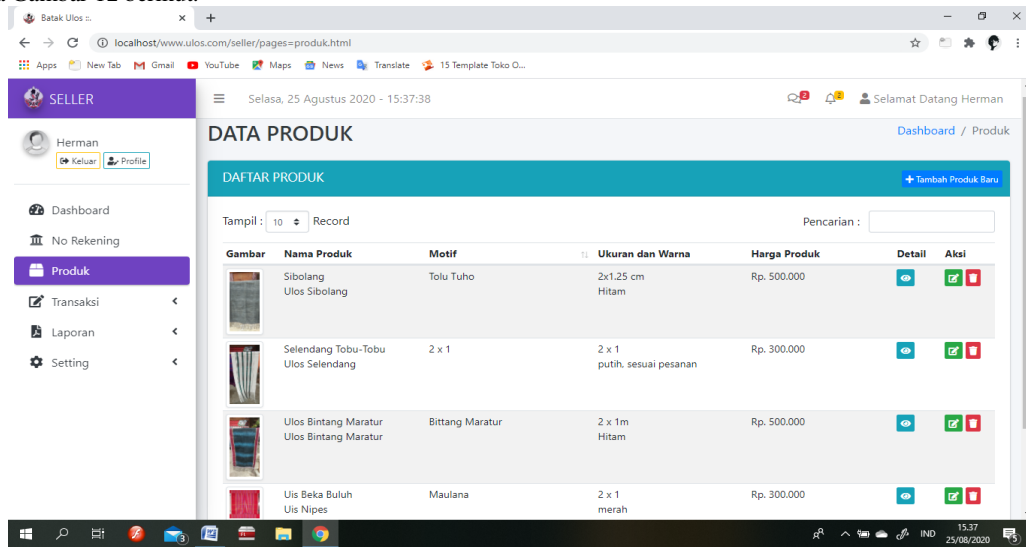 Batak Ulos ::.
localhost/www.ulos.com/seller/pages=produk.html
Apps New Tab Gmail YouTube Maps News Translate 15 Template Toko O...
SELLER
Selasa, 25 Agustus 2020 - 15:37:38
2 2 Selamat Datang Herman
Herman
Keluar Profile
Dashboard
No Rekening
Produk
Transaksi
Laporan
Setting
DATA PRODUK
Dashboard / Produk
DAFTAR PRODUK
Tambah Produk Baru
Tampil : 10 Record
Pencarian :
Gambar Nama Produk Motif Ukuran dan Warna Harga Produk Detail Aksi
Sibolang Tolu Tuho 2x1.25 cm Rp. 500.000
Ulos Sibolang Hitam
Selendang Tobu-Tobu 2 x 1 2 x 1 Rp. 300.000
Ulos Selendang putih, sesuai pesanan
Ulos Bintang Maratur Bittang Maratur 2 x 1m Rp. 500.000
Ulos Bintang Maratur Hitam
Uis Beka Buluh Maulana 2 x 1 Rp. 300.000
Uis Nipes merah
3
IND
15.37
25/08/2020
5